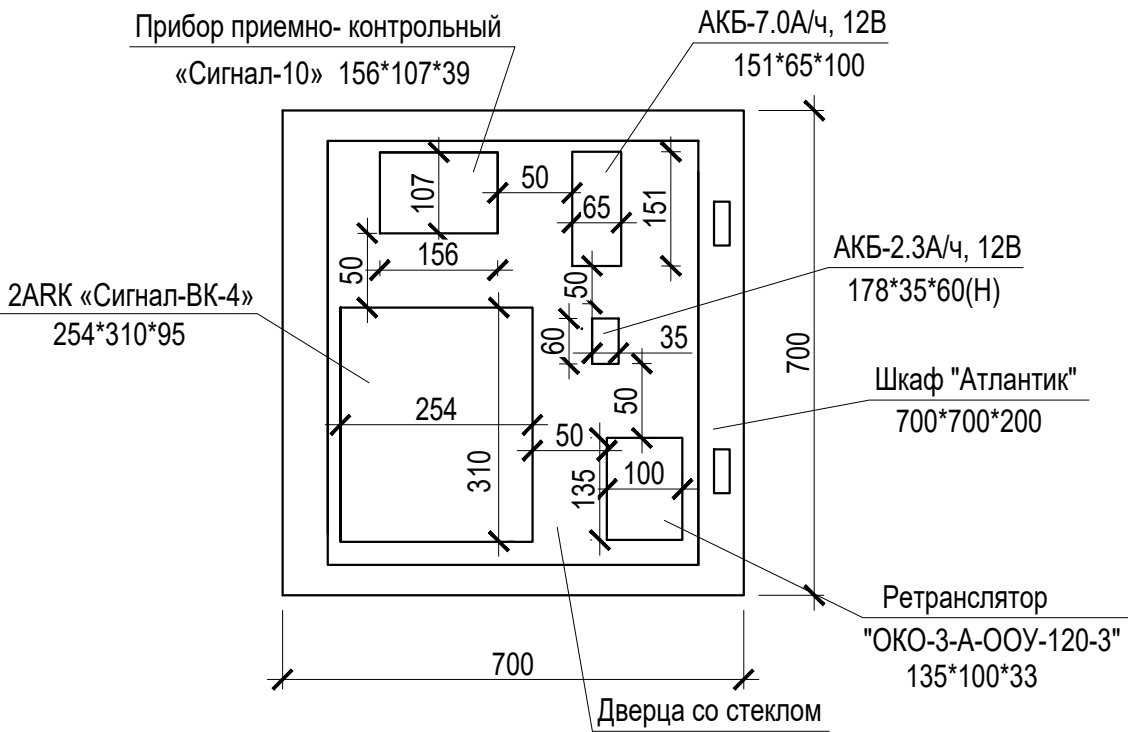 Прибор приемно- контрольный
«Сигнал-10» 156*107*39
АКБ-7.0А/ч, 12В
151*65*100
107
50
65
151
50
156
50
АКБ-2.3А/ч, 12В
178*35*60(Н)
2АRК «Сигнал-ВК-4»
254*310*95
60
35
700
Шкаф "Атлантик"
700*700*200
254
50
50
310
135
100
Ретранслятор
"ОКО-3-А-ООУ-120-3"
135*100*33
700
Дверца со стеклом